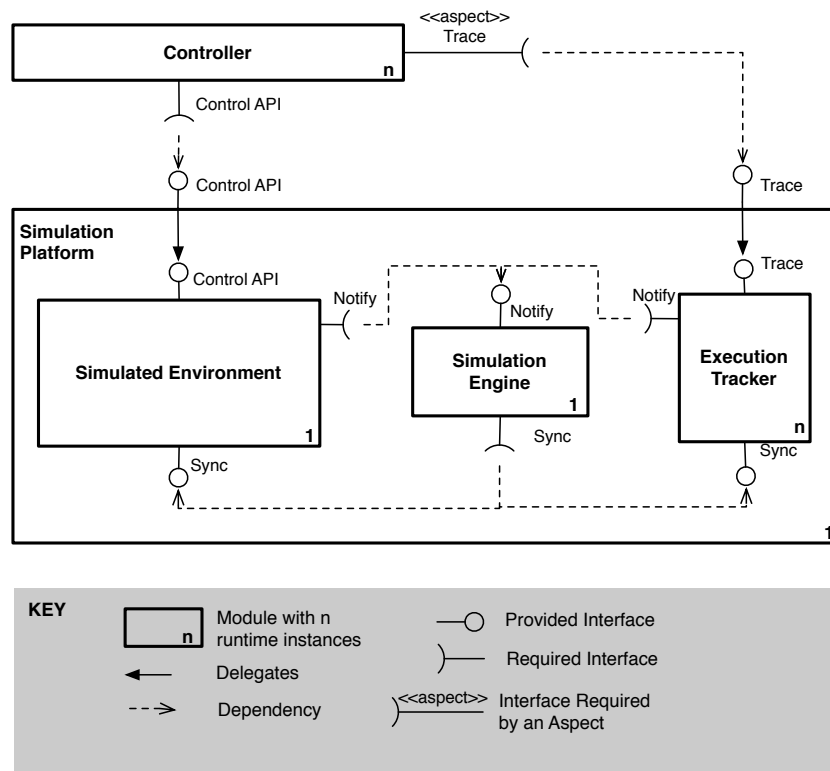 <<aspect>>
Trace
Controller
n
Control API
Control API
Trace
Simulation
Platform
Control API
Trace
Notify
Notify
Notify
Simulated Environment
1
Simulation
Engine
1
Execution
Tracker
n
Sync
Sync
Sync
1
KEY
n
Module with n
runtime instances
Provided Interface
Delegates
Required Interface
Dependency
<<aspect>>
Interface Required
by an Aspect